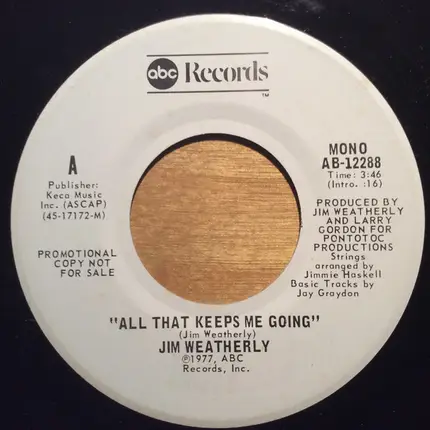 abc Records
™
A
Publisher:
Keca Music
Inc. (ASCAP)
(45-17172-M)
PROMOTIONAL
COPY NOT
FOR SALE
MONO
AB-12288
Time: 3:46
(Intro. :16)
PRODUCED BY
JIM WEATHERLY
AND LARRY
GORDON FOR
PONTOTOC
PRODUCTIONS
Strings
arranged by
Jimmie Haskell
Basic Tracks by
Jay Graydon
"ALL THAT KEEPS ME GOING"
(Jim Weatherly)
JIM WEATHERLY
℗1977, ABC
Records, Inc.